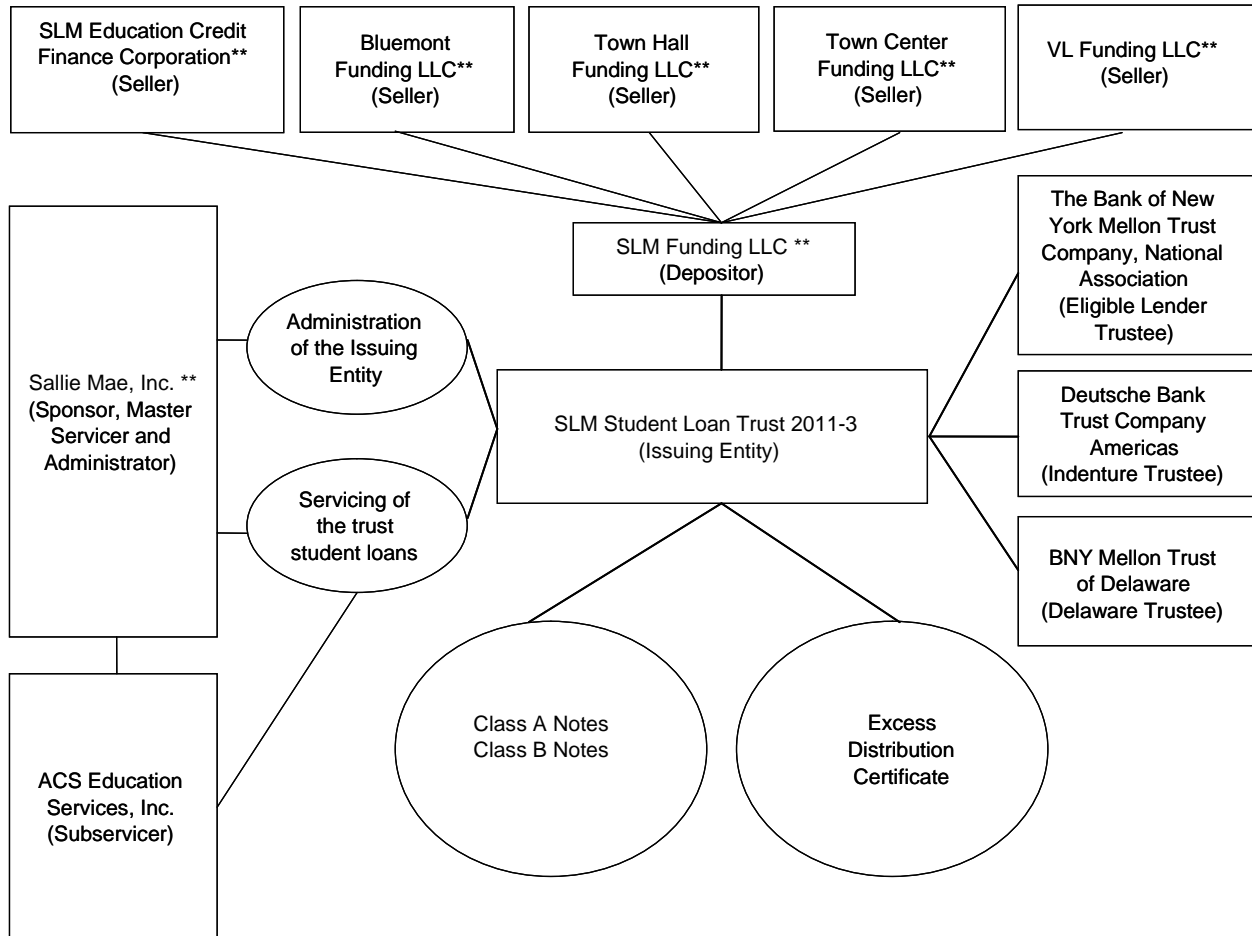 SLM Education Credit
Finance Corporation**
(Seller)
Bluemont
Funding LLC**
(Seller)
Town Hall
Funding LLC**
(Seller)
Town Center
Funding LLC**
(Seller)
VL Funding LLC**
(Seller)
SLM Funding LLC **
(Depositor)
The Bank of New
York Mellon Trust
Company, National
Association
(Eligible Lender
Trustee)
Administration
of the Issuing
Entity
Sallie Mae, Inc. **
(Sponsor, Master
Servicer and
Administrator)
SLM Student Loan Trust 2011-3
(Issuing Entity)
Deutsche Bank
Trust Company
Americas
(Indenture Trustee)
Servicing of
the trust
student loans
BNY Mellon Trust
of Delaware
(Delaware Trustee)
ACS Education
Services, Inc.
(Subservicer)
Class A Notes
Class B Notes
Excess
Distribution
Certificate